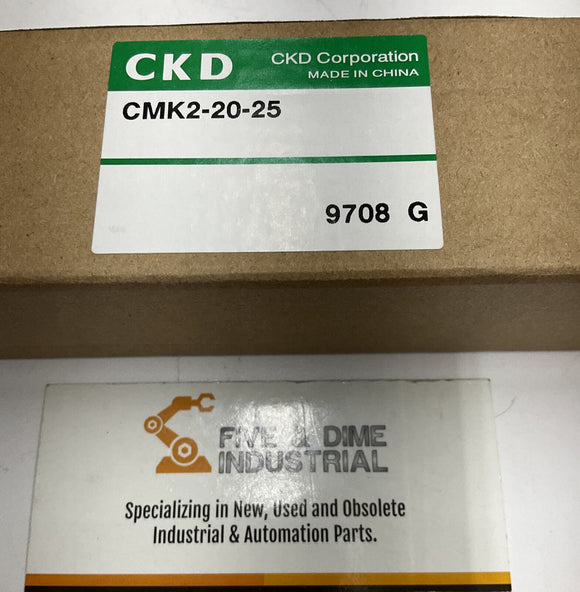 CKD
CKD Corporation
MADE IN CHINA
CMK2-20-25
9708 G
FIVE & DIME
INDUSTRIAL
Specializing in New, Used and Obsolete
Industrial & Automation Parts.